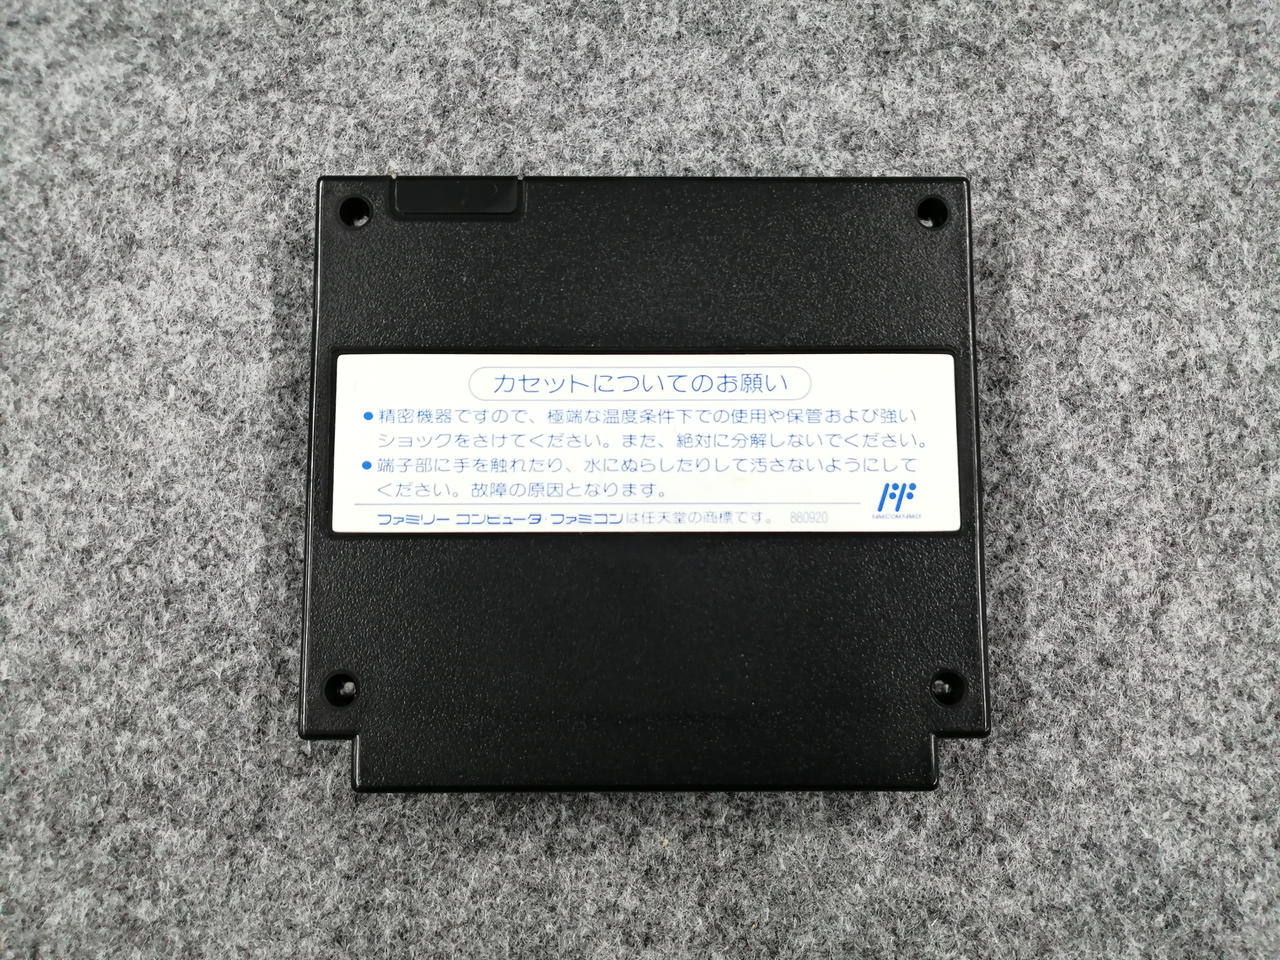 カセットについてのお願い
●精密機器ですので、極端な温度条件下での使用や保管および強い
ショックをさけてください。また、絶対に分解しないでください。
●端子部に手を触れたり、水にぬらしたりして汚さないようにして
ください。故障の原因となります。
ファミリー コンピュータ・ファミコンは任天堂の商標です。 880920
FF
FAMICOM FAMILY